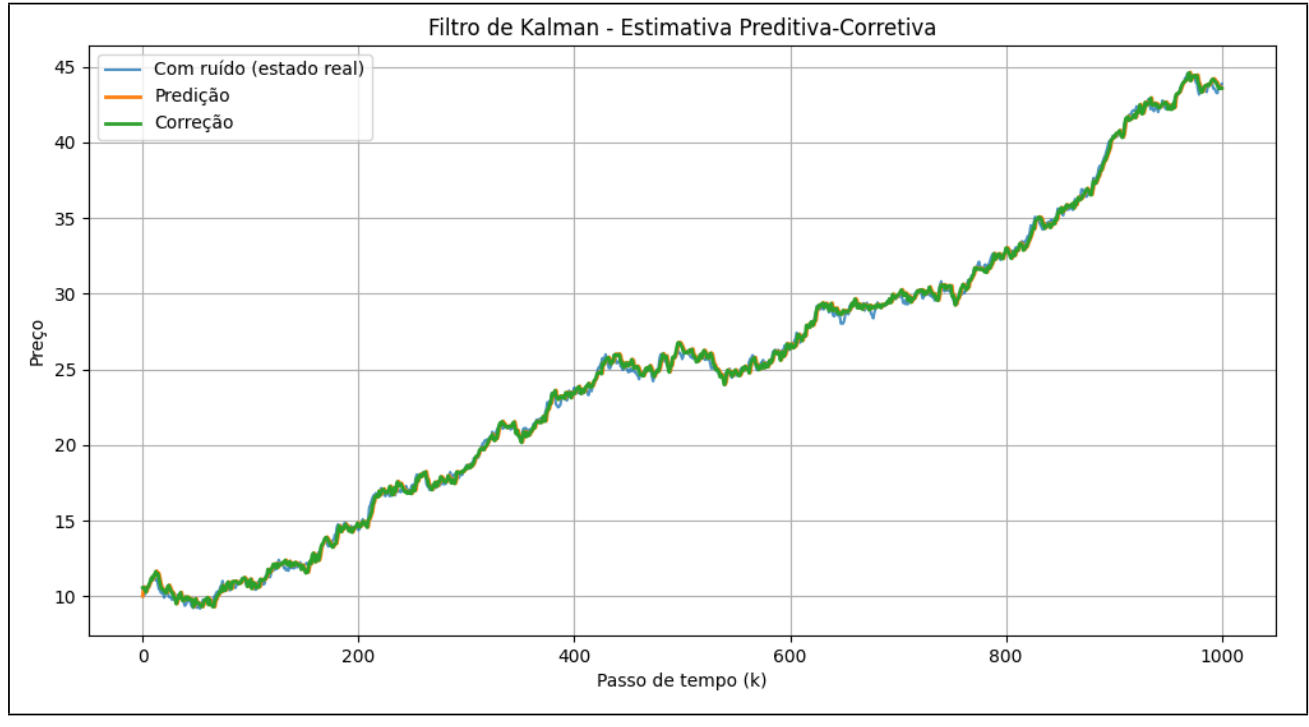 Filtro de Kalman - Estimativa Preditiva-Corretiva
Com ruído (estado real)
Predição
Correção
45
40
35
30
25
20
15
10
Preço
0 200 400 600 800 1000
Passo de tempo (k)